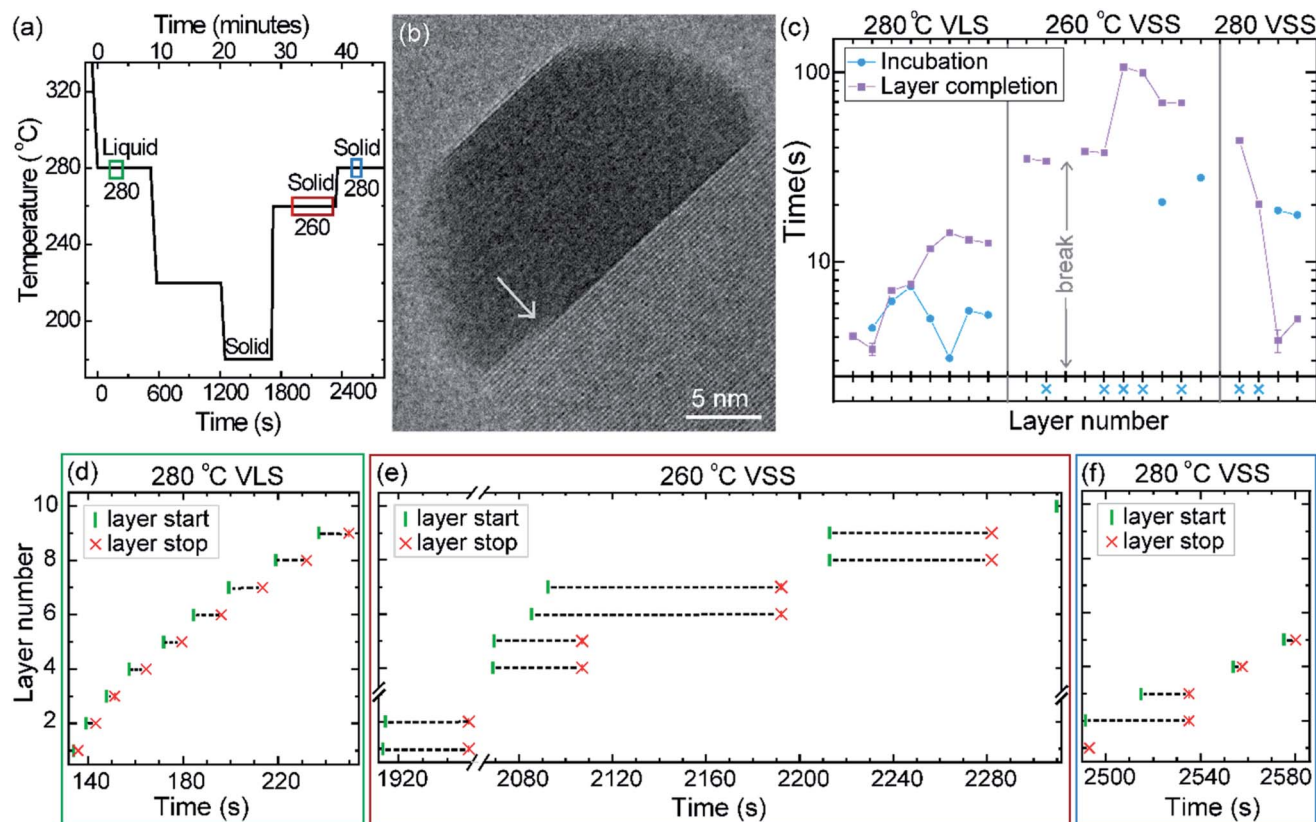 (a)
Time (minutes)
0 10 20 30 40
Temperature (°C)
320
280
240
200
Liquid
280
Solid
Solid
260
Solid
280
0 600 1200 1800 2400
Time (s)
(b)
5 nm
(c)
280 °C VLS 260 °C VSS 280 VSS
Incubation
Layer completion
Time(s)
100
10
break
Layer number
(d) 280 °C VLS
layer start
layer stop
Layer number
10
8
6
4
2
140 180 220
Time (s)
(e) 260 °C VSS
layer start
layer stop
1920 2080 2120 2160 2200 2240 2280
Time (s)
(f) 280 °C VSS
layer start
layer stop
2500 2540 2580
Time (s)